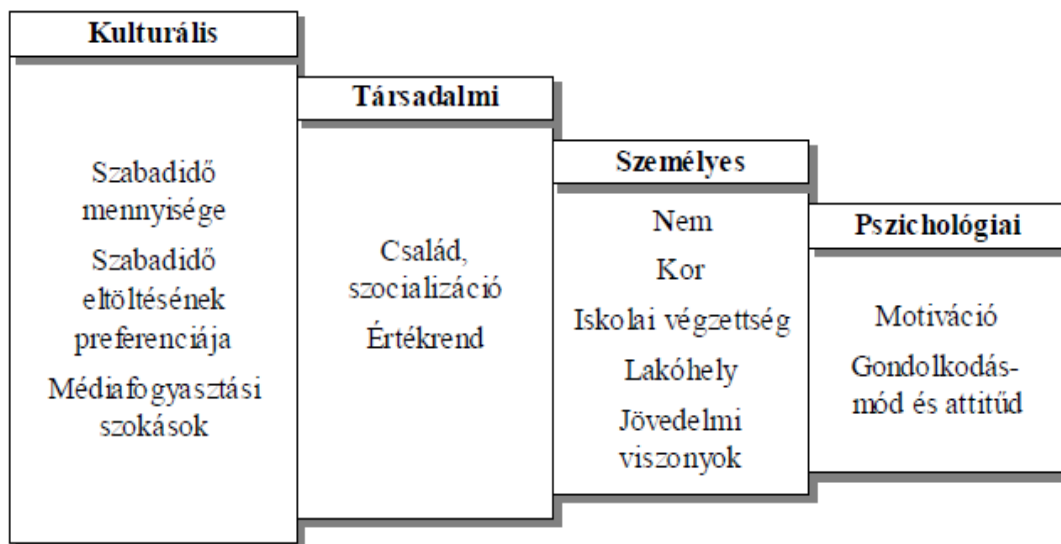 Kulturális
Szabadidő
mennyisége
Szabadidő
eltöltésének
preferenciája
Médiafogyasztási
szokások
Társadalmi
Család,
szocializáció
Értékrend
Személyes
Nem
Kor
Iskolai végzettség
Lakóhely
Jövedelmi
viszonyok
Pszichológiai
Motiváció
Gondolkodás-
mód és attitűd